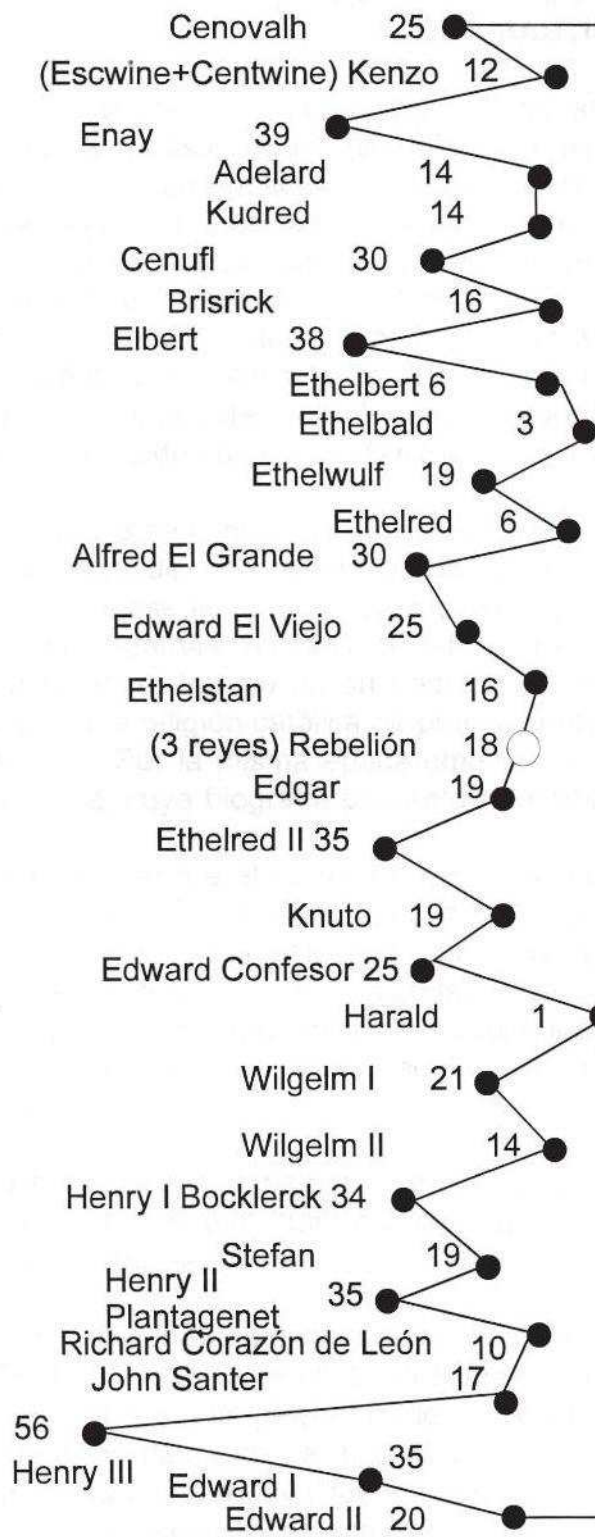 Cenovalh 25
(Escwine+Centwine) Kenzo 12
Enay 39
Adelard 14
Kudred 14
Cenufl 30
Brisrick 16
Elbert 38
Ethelbert 6
Ethelbald 3
Ethelwulf 19
Ethelred 6
Alfred El Grande 30
Edward El Viejo 25
Ethelstan 16
(3 reyes) Rebelión 18
Edgar 19
Ethelred II 35
Knuto 19
Edward Confesor 25
Harald 1
Wilgelm I 21
Wilgelm II 14
Henry I Bocklerck 34
Stefan 19
Henry II
Plantagenet 35
Richard Corazón de León 10
John Santer 17
56
Henry III
35
Edward I
Edward II 20